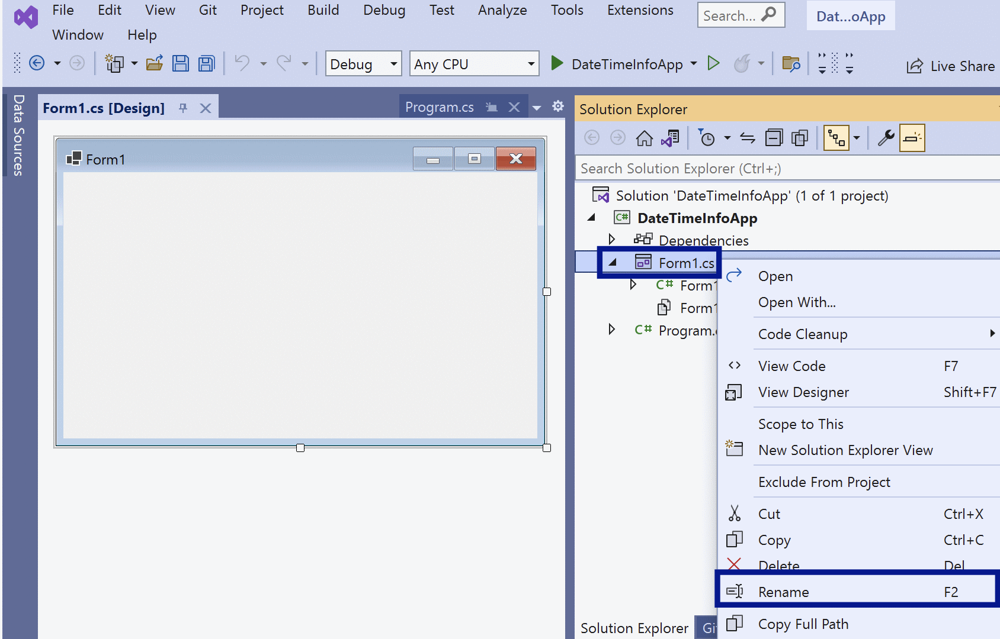 File Edit View Git Project Build Debug Test Analyze Tools Extensions Search... Dat...oApp
Window Help
Debug Any CPU DateTimeInfoApp Live Share
Data Sources
Form1.cs [Design] Program.cs
Form1
Solution Explorer
Search Solution Explorer (Ctrl+;)
Solution 'DateTimeInfoApp' (1 of 1 project)
C# DateTimeInfoApp
Dependencies
Form1.cs
C# Form1
Form1
C# Program.
Open
Open With...
Code Cleanup
View Code F7
View Designer Shift+F7
Scope to This
New Solution Explorer View
Exclude From Project
Cut Ctrl+X
Copy Ctrl+C
Delete Del
Rename F2
Copy Full Path
Solution Explorer Gi